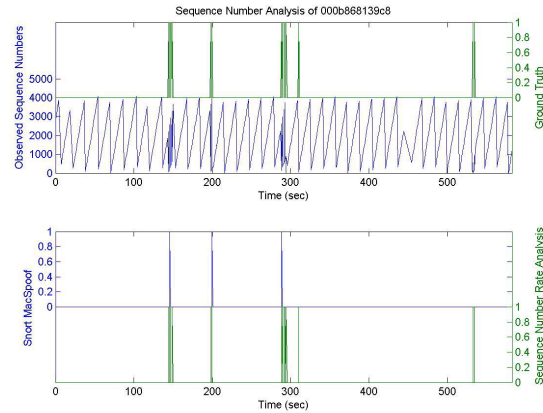 Sequence Number Analysis of 000b868139c8
Observed Sequence Numbers
5000
4000
3000
2000
1000
0
1
0.8
0.6
0.4
0.2
0
Ground Truth
0 100 200 300 400 500
Time (sec)
Snort MacSpoof
1
0.8
0.6
0.4
0.2
0
1
0.8
0.6
0.4
0.2
0
Sequence Number Rate Analysis
0 100 200 300 400 500
Time (sec)